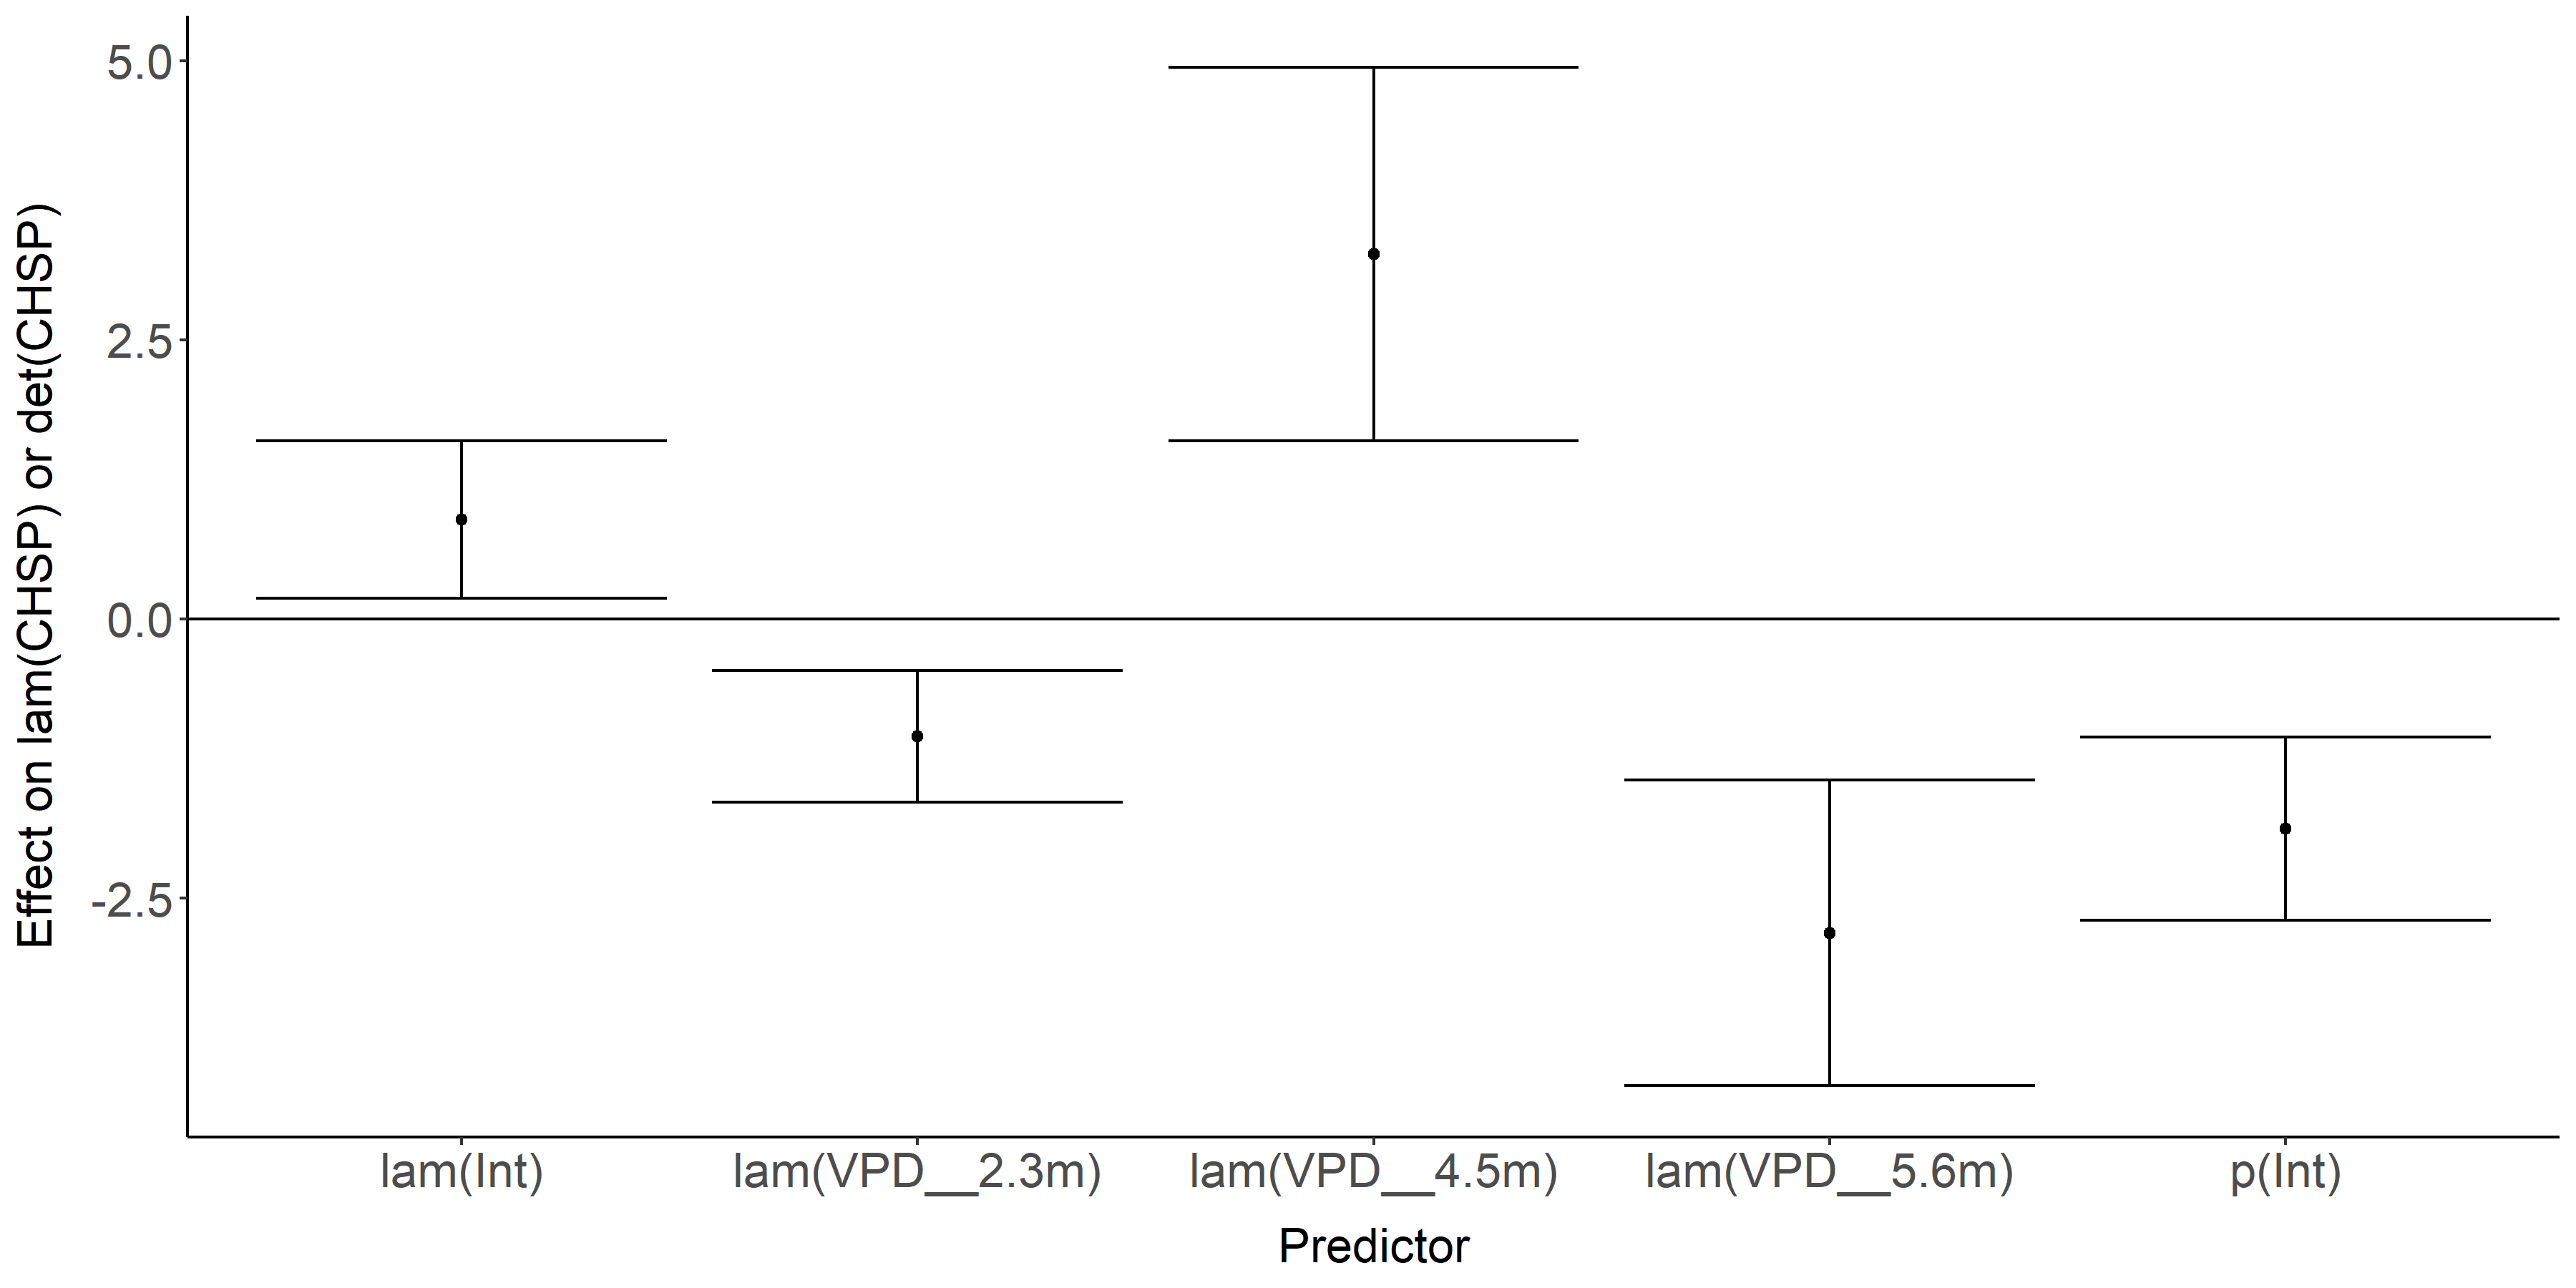 Effect on lam(CHSP) or det(CHSP)
5.0
2.5
0.0
-2.5
lam(Int) lam(VPD__2.3m) lam(VPD__4.5m) lam(VPD__5.6m) p(Int)
Predictor